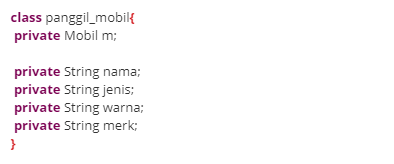 class panggil_mobil{
private Mobil m;
private String nama;
private String jenis;
private String warna;
private String merk;
}